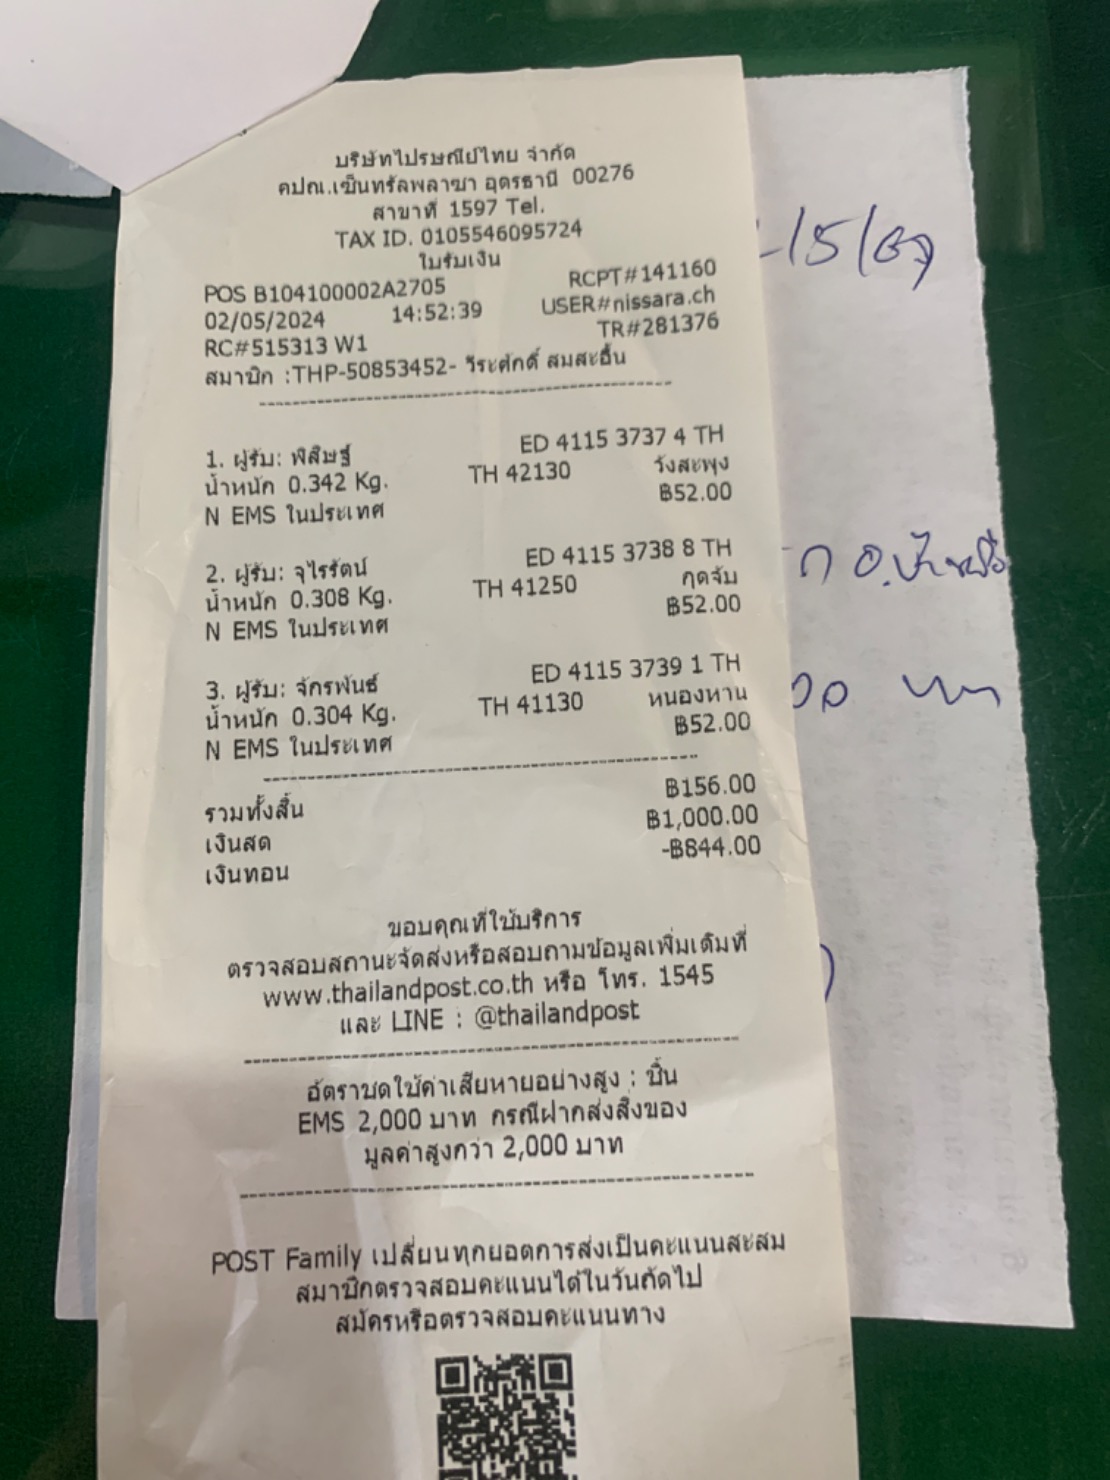 บริษัทไปรษณีย์ไทย จำกัด
คปณ.เซ็นทรัลพลาซา อุดรธานี 00276
สาขาที่ 1597 Tel.
TAX ID. 0105546095724
ใบรับเงิน
POS B104100002A2705 RCPT#141160
02/05/2024 14:52:39 USER#nissara.ch
RC#515313 W1 TR#281376
สมาชิก :THP-50853452- วีระศักดิ์ สมสะอื้น
1. ผู้รับ: พิสิษฐ์ ED 4115 3737 4 TH
น้ำหนัก 0.342 Kg. TH 42130 วังสะพุง
N EMS ในประเทศ ฿52.00
2. ผู้รับ: จุไรรัตน์ ED 4115 3738 8 TH
น้ำหนัก 0.308 Kg. TH 41250 กุดจับ
N EMS ในประเทศ ฿52.00
3. ผู้รับ: จักรพันธ์ ED 4115 3739 1 TH
น้ำหนัก 0.304 Kg. TH 41130 หนองหาน
N EMS ในประเทศ ฿52.00
รวมทั้งสิ้น ฿156.00
เงินสด ฿1,000.00
เงินทอน -฿844.00
ขอบคุณที่ใช้บริการ
ตรวจสอบสถานะจัดส่งหรือสอบถามข้อมูลเพิ่มเติมที่
www.thailandpost.co.th หรือ โทร. 1545
และ LINE : @thailandpost
อัตราชดใช้ค่าเสียหายอย่างสูง : ชิ้น
EMS 2,000 บาท กรณีฝากส่งสิ่งของ
มูลค่าสูงกว่า 2,000 บาท
POST Family เปลี่ยนทุกยอดการส่งเป็นคะแนนสะสม
สมาชิกตรวจสอบคะแนนได้ในวันถัดไป
สมัครหรือตรวจสอบคะแนนทาง